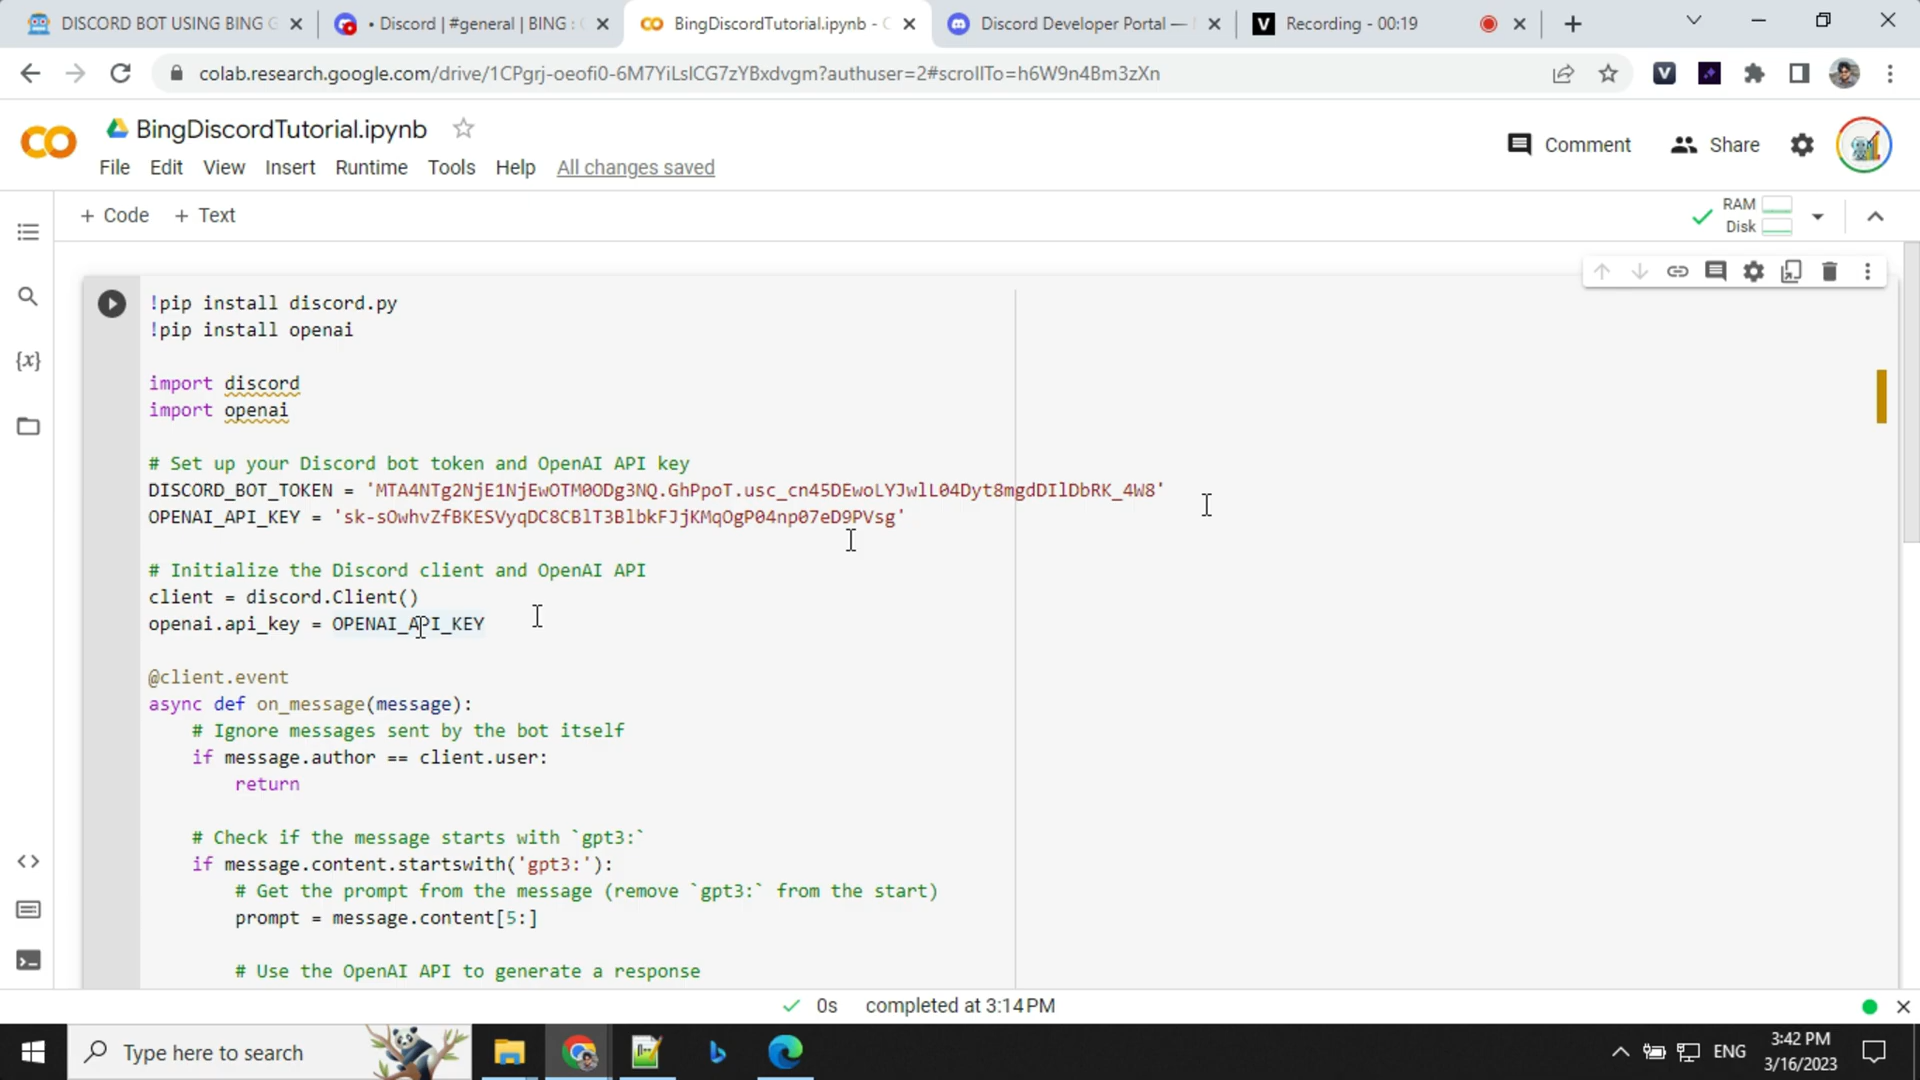 DISCORD BOT USING BING G
• Discord | #general | BING :
BingDiscordTutorial.ipynb - C
Discord Developer Portal —
Recording - 00:19
colab.research.google.com/drive/1CPgrj-oeofi0-6M7YiLslCG7zYBxdvgm?authuser=2#scrollTo=h6W9n4Bm3zXn
BingDiscordTutorial.ipynb
Comment
Share
File Edit View Insert Runtime Tools Help All changes saved
+ Code + Text
RAM
Disk
!pip install discord.py
!pip install openai
import discord
import openai
# Set up your Discord bot token and OpenAI API key
DISCORD_BOT_TOKEN = 'MTA4NTg2NjE1NjEwOTM0ODg3NQ.GhPpoT.usc_cn45DEwoLYJwlL04Dyt8mgdDIlDbRK_4W8'
OPENAI_API_KEY = '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'
# Initialize the Discord client and OpenAI API
client = discord.Client()
openai.api_key = OPENAI_API_KEY
@client.event
async def on_message(message):
# Ignore messages sent by the bot itself
if message.author == client.user:
return
# Check if the message starts with `gpt3:`
if message.content.startswith('gpt3:'):
# Get the prompt from the message (remove `gpt3:` from the start)
prompt = message.content[5:]
# Use the OpenAI API to generate a response
0s completed at 3:14 PM
Type here to search
ENG
3:42 PM
3/16/2023